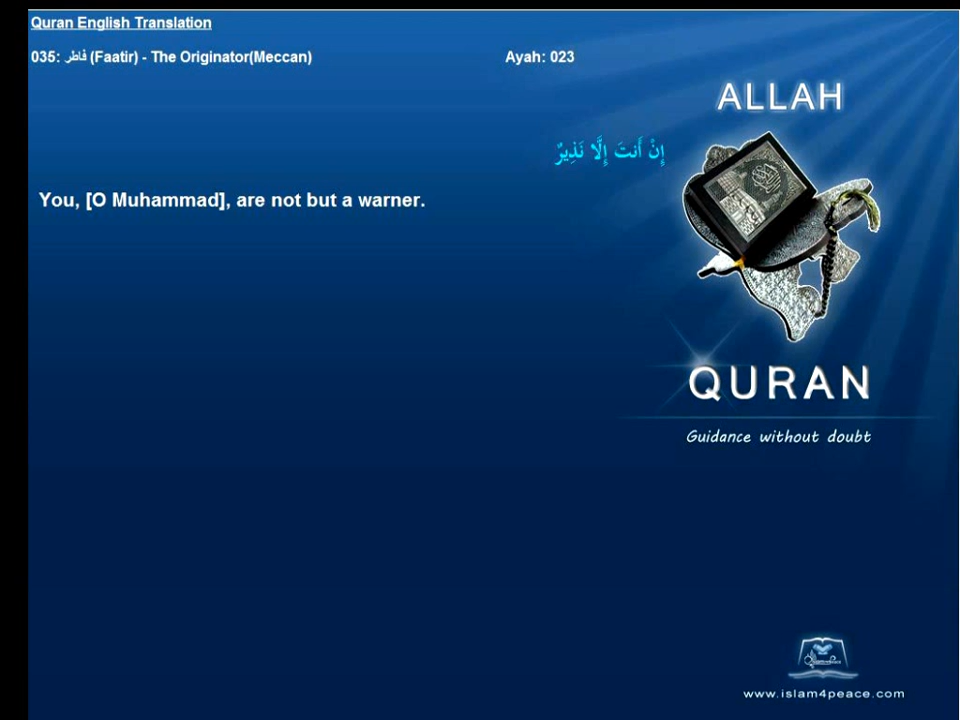 Quran English Translation
035: فاطر (Faatir) - The Originator(Meccan) Ayah: 023
ALLAH
إِنْ أَنتَ إِلَّا نَذِيرٌ
You, [O Muhammad], are not but a warner.
QURAN
Guidance without doubt
www.islam4peace.com